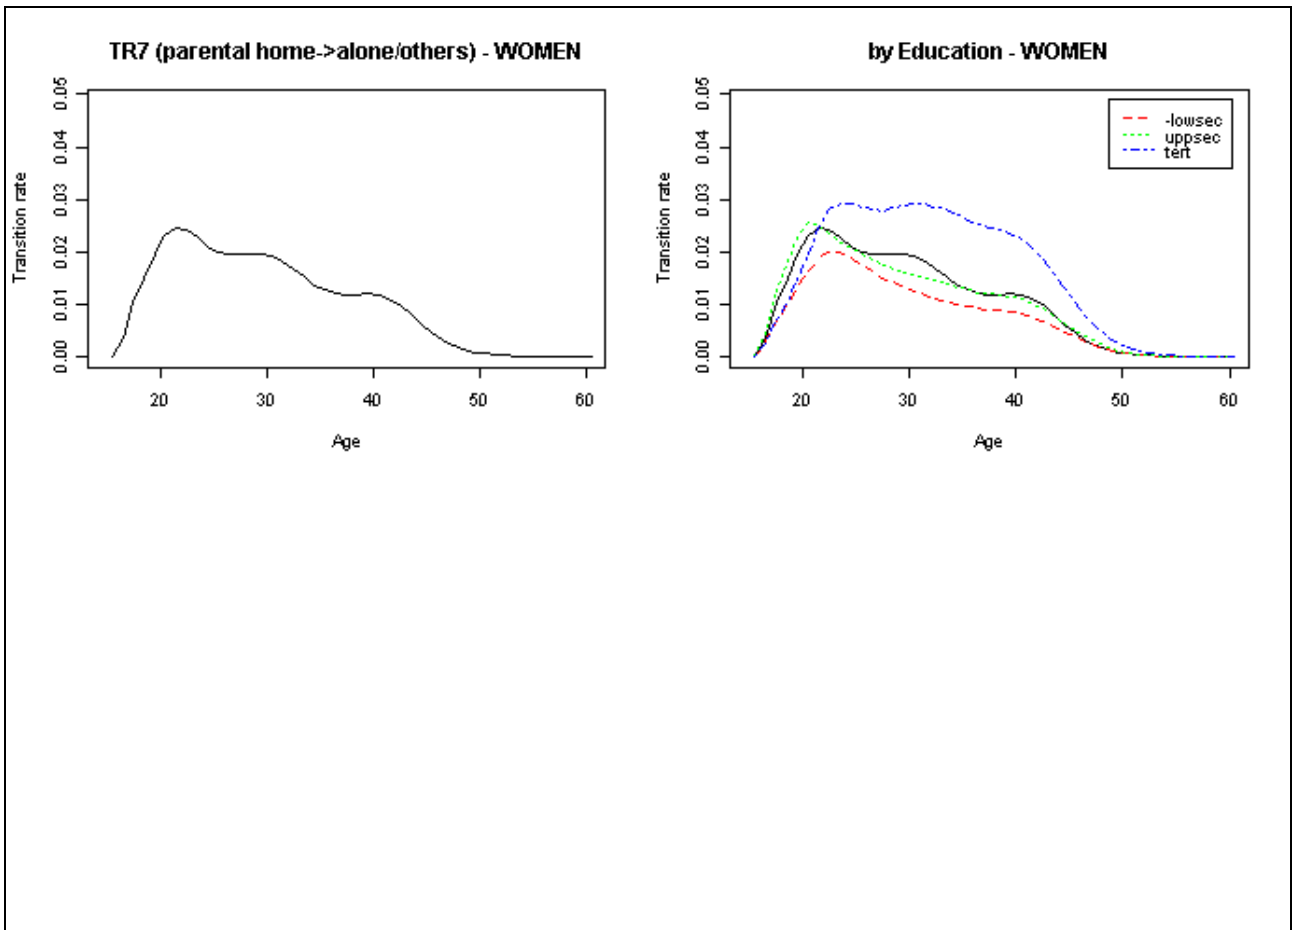 TR7 (parental home->alone/others) - WOMEN
Transition rate
0.05
0.04
0.03
0.02
0.01
0.00
20 30 40 50 60
Age
by Education - WOMEN
Transition rate
0.05
0.04
0.03
0.02
0.01
0.00
-lowsec
uppsec
tert
20 30 40 50 60
Age